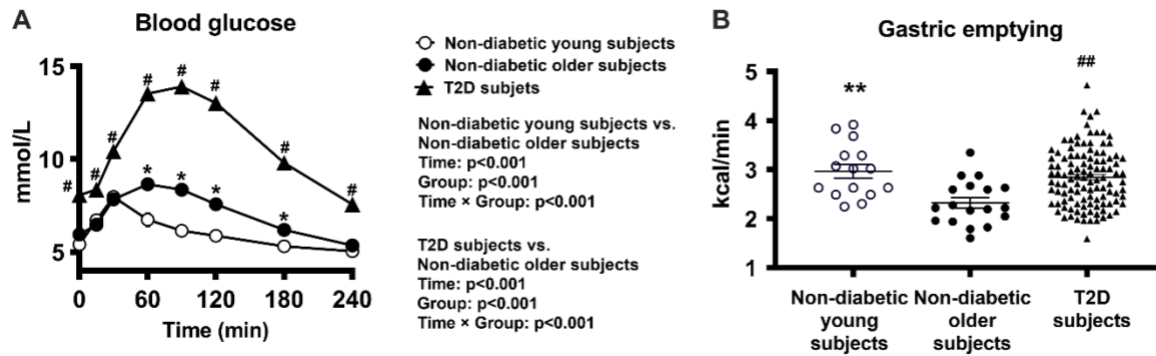 A
Blood glucose
mmol/L
15
10
5
#
#
#
#
#
#
#
#
*
*
*
*
0 60 120 180 240
Time (min)
Non-diabetic young subjects
Non-diabetic older subjects
T2D subjets
Non-diabetic young subjects vs.
Non-diabetic older subjects
Time: p<0.001
Group: p<0.001
Time × Group: p<0.001
T2D subjects vs.
Non-diabetic older subjects
Time: p<0.001
Group: p<0.001
Time × Group: p<0.001
B
Gastric emptying
kcal/min
5
4
3
2
1
**
##
Non-diabetic
young
subjects
Non-diabetic
older
subjects
T2D
subjects